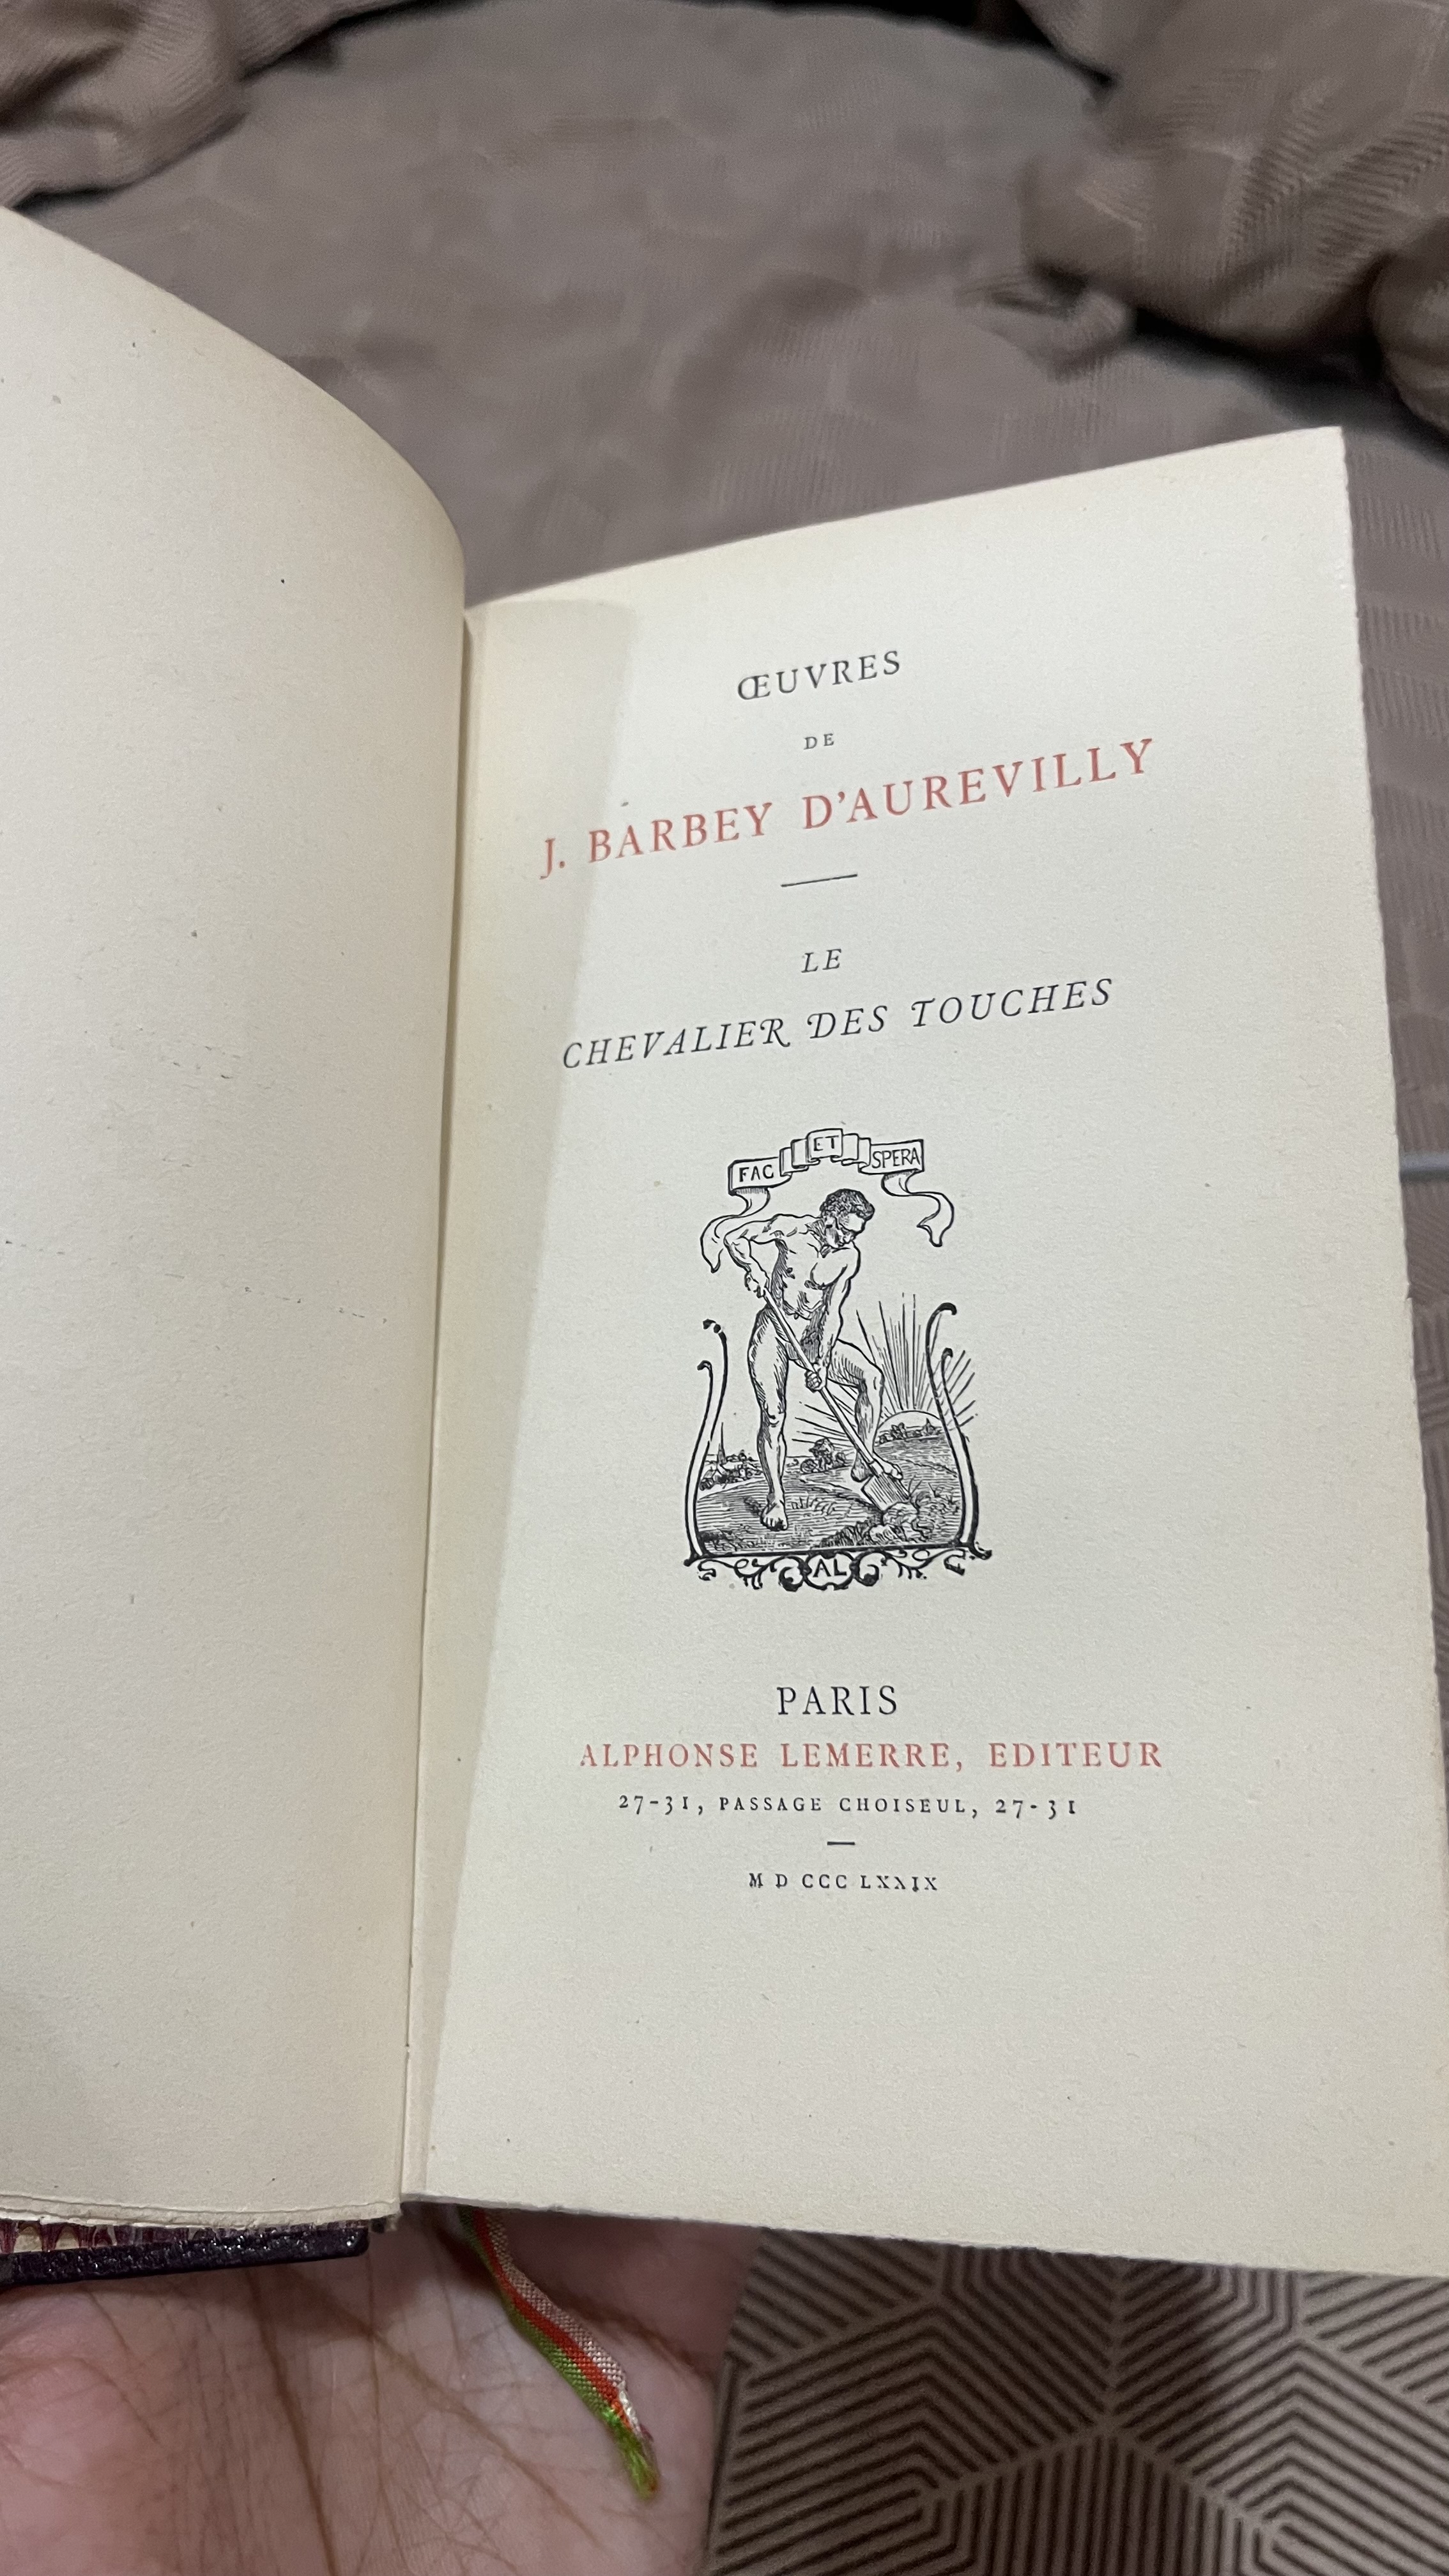 ŒUVRES
DE
J. BARBEY D'AUREVILLY
LE
CHEVALIER DES TOUCHES
FAC ET SPERA
AL
PARIS
ALPHONSE LEMERRE, EDITEUR
27-31, PASSAGE CHOISEUL, 27-31
M D CCC LXXIX